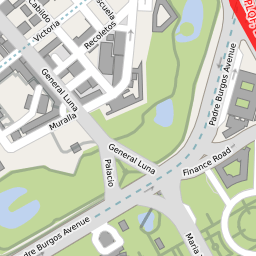 Cabildo
Escuela
Victoria
Recoletos
General Luna
Muralla
Padre Burgos Avenue
General Luna
Palacio
Finance Road
Padre Burgos Avenue
Maria